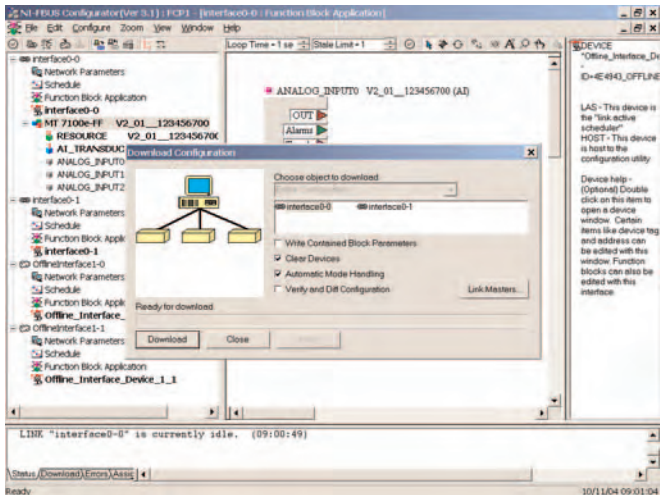 NI-FBUS Configurator(Ver 3.1) : FCP1 - [interface0-0 : Function Block Application]
File Edit Configure Zoom View Window Help
Loop Time = 1 se Stale Limit = 1
interface0-0
Network Parameters
Schedule
Function Block Application
interface0-0
MT 7100e-FF V2_01__123456700
RESOURCE V2_01__12345670(
AI_TRANSDUC
ANALOG_INPUT0
ANALOG_INPUT1
ANALOG_INPUT2
interface0-1
Network Parameters
Schedule
Function Block Appli
interface0-1
OfflineInterface1-0
Network Parameters
Schedule
Function Block Appli
Offline_Interface_
OfflineInterface1-1
Network Parameters
Schedule
Function Block Application
Offline_Interface_Device_1_1
ANALOG_INPUT0 V2_01__123456700 (AI)
OUT
Alarms
Download Configuration
Choose object to download
interface0-0 interface0-1
Write Contained Block Parameters
Clear Devices
Automatic Mode Handling
Verify and Diff Configuration
Link Masters...
Ready for download
Download Close
DEVICE
"Offline_Interface_De
-
ID=4E4943_OFFLINE
LAS - This device is
the "link active
scheduler"
HOST - This device
is host to the
configuration utility
Device help -
(Optional) Double
click on this item to
open a device
window. Certain
items like device tag
and address can
be edited with this
window. Function
blocks can also be
edited with this
interface.
LINK "interface0-0" is currently idle. (09:00:49)
Status Download Errors Assig
Ready 10/11/04 09:01:04